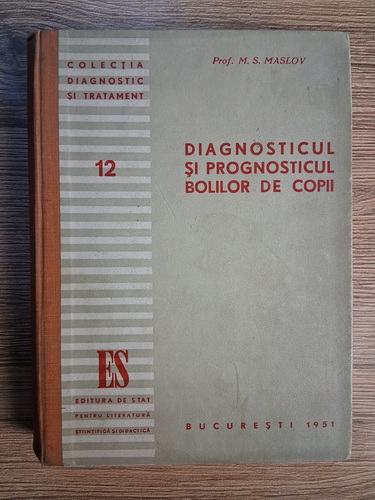 COLECȚIA
DIAGNOSTIC
ȘI TRATAMENT
12
Prof. M. S. MASLOV
DIAGNOSTICUL
ȘI PROGNOSTICUL
BOLILOR DE COPII
ES
EDITURA DE STAT
PENTRU LITERATURĂ
ȘTIINȚIFICĂ ȘI DIDACTICĂ
BUCUREȘTI 1951